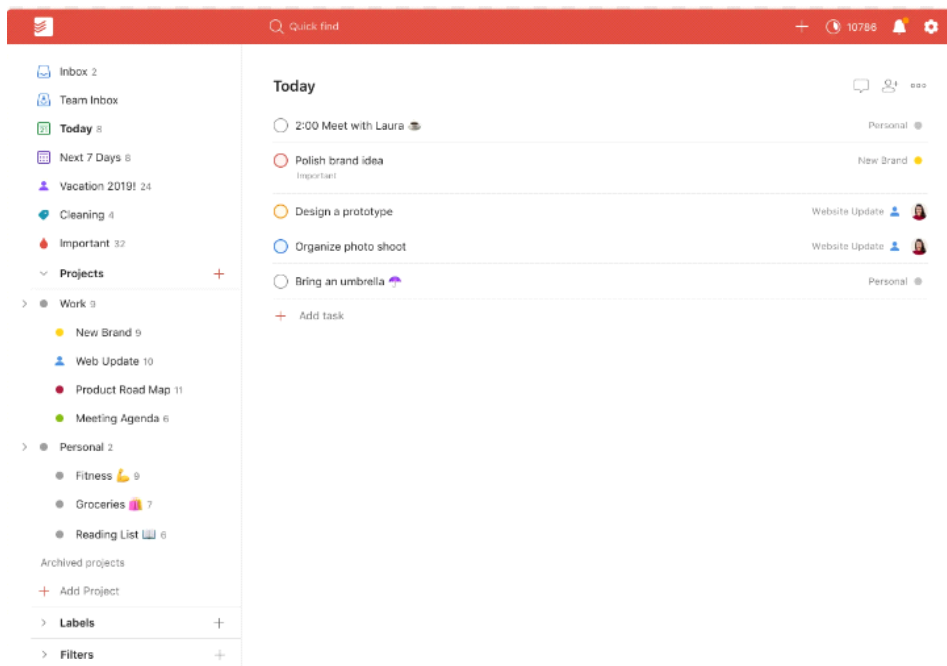 Quick find
10786
Inbox 2
Team Inbox
21
Today 8
Next 7 Days 8
Vacation 2019! 24
Cleaning 4
Important 32
Projects
Work 9
New Brand 9
Web Update 10
Product Road Map 11
Meeting Agenda 6
Personal 2
Fitness 💪 9
Groceries 🛍️ 7
Reading List 📖 6
Archived projects
Add Project
Labels
Filters
Today
2:00 Meet with Laura ☕ Personal
Polish brand idea New Brand
Important
Design a prototype Website Update
Organize photo shoot Website Update
Bring an umbrella ☂️ Personal
Add task